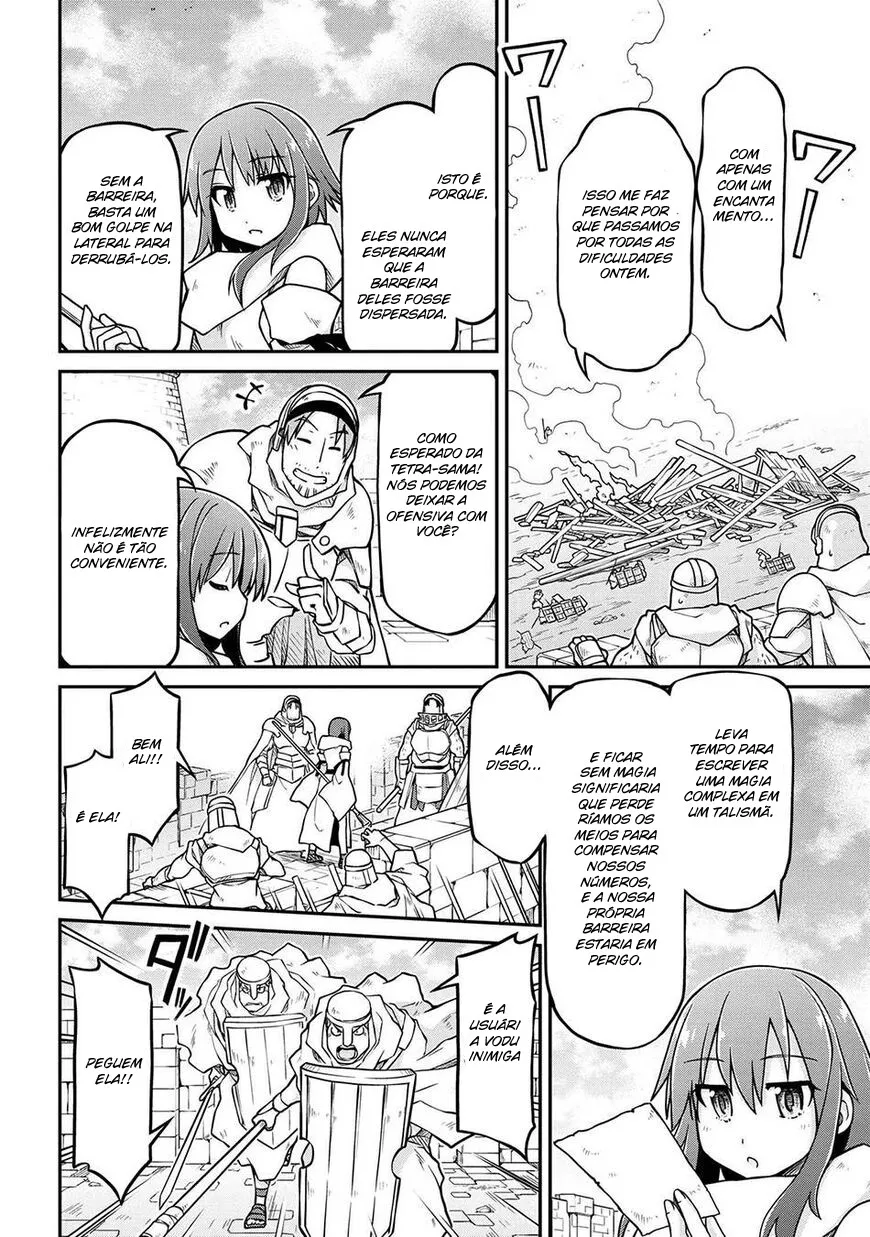 ワー
ワー
COM
APENAS
COM UM
ENCANTA
MENTO...
ISSO ME FAZ
PENSAR POR
QUE PASSAMOS
POR TODAS AS
DIFICULDADES
ONTEM.
ISTO É
PORQUE.
ELES NUNCA
ESPERARAM
QUE A
BARREIRA
DELES FOSSE
DISPERSADA.
SEM A
BARREIRA,
BASTA UM
BOM GOLPE NA
LATERAL PARA
DERRUBÁ-LOS.
COMO
ESPERADO DA
TETRA-SAMA!
NÓS PODEMOS
DEIXAR A
OFENSIVA COM
VOCÊ?
INFELIZMENTE
NÃO É TÃO
CONVENIENTE.
LEVA
TEMPO PARA
ESCREVER
UMA MAGIA
COMPLEXA EM
UM TALISMÃ.
E FICAR
SEM MAGIA
SIGNIFICARIA
QUE PERDE
RÍAMOS OS
MEIOS PARA
COMPENSAR
NOSSOS
NÚMEROS,
E A NOSSA
PRÓPRIA
BARREIRA
ESTARIA EM
PERIGO.
ALÉM
DISSO...
BEM
ALI!!
É ELA!
É A
USUÁRI
A VODU
INIMIGA
ダッ
PEGUEM
ELA!!